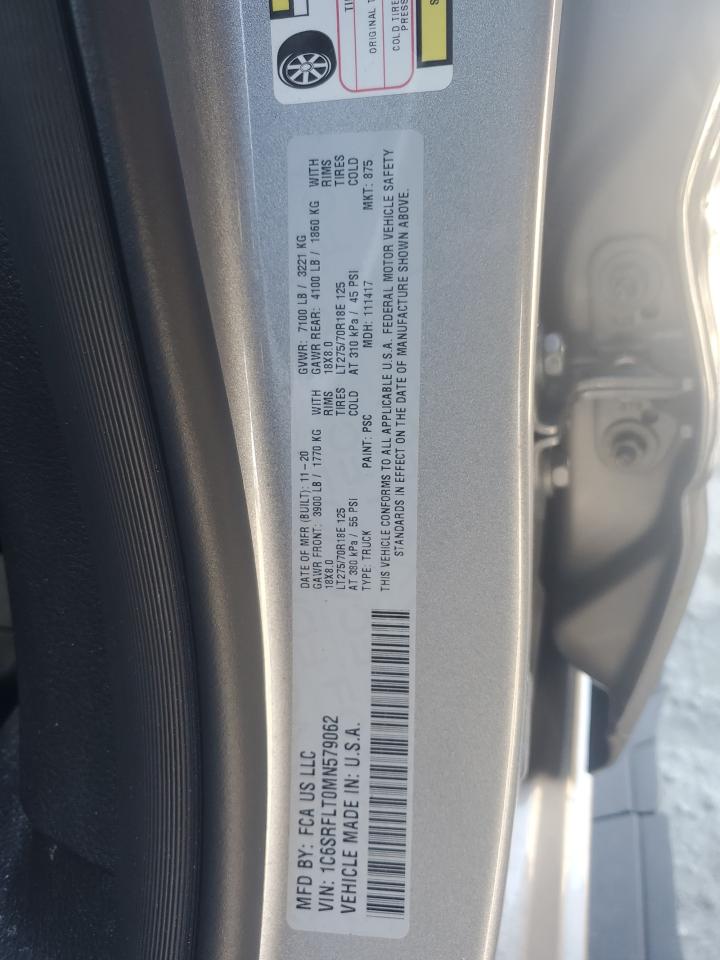 TI
ORIGINAL T
COLD TIRE
PRESS
S
MFD BY: FCA US LLC
VIN: 1C6SRFLT0MN579062
VEHICLE MADE IN: U.S.A.
DATE OF MFR (BUILT): 11-20 GVWR: 7100 LB / 3221 KG
GAWR FRONT: 3900 LB / 1770 KG WITH GAWR REAR: 4100 LB / 1860 KG WITH
18X8.0 RIMS 18X8.0 RIMS
LT275/70R18E 125 TIRES LT275/70R18E 125 TIRES
AT 380 kPa / 55 PSI COLD AT 310 kPa / 45 PSI COLD
TYPE: TRUCK PAINT: PSC MDH: 111417 MKT: 875
THIS VEHICLE CONFORMS TO ALL APPLICABLE U.S.A. FEDERAL MOTOR VEHICLE SAFETY
STANDARDS IN EFFECT ON THE DATE OF MANUFACTURE SHOWN ABOVE.